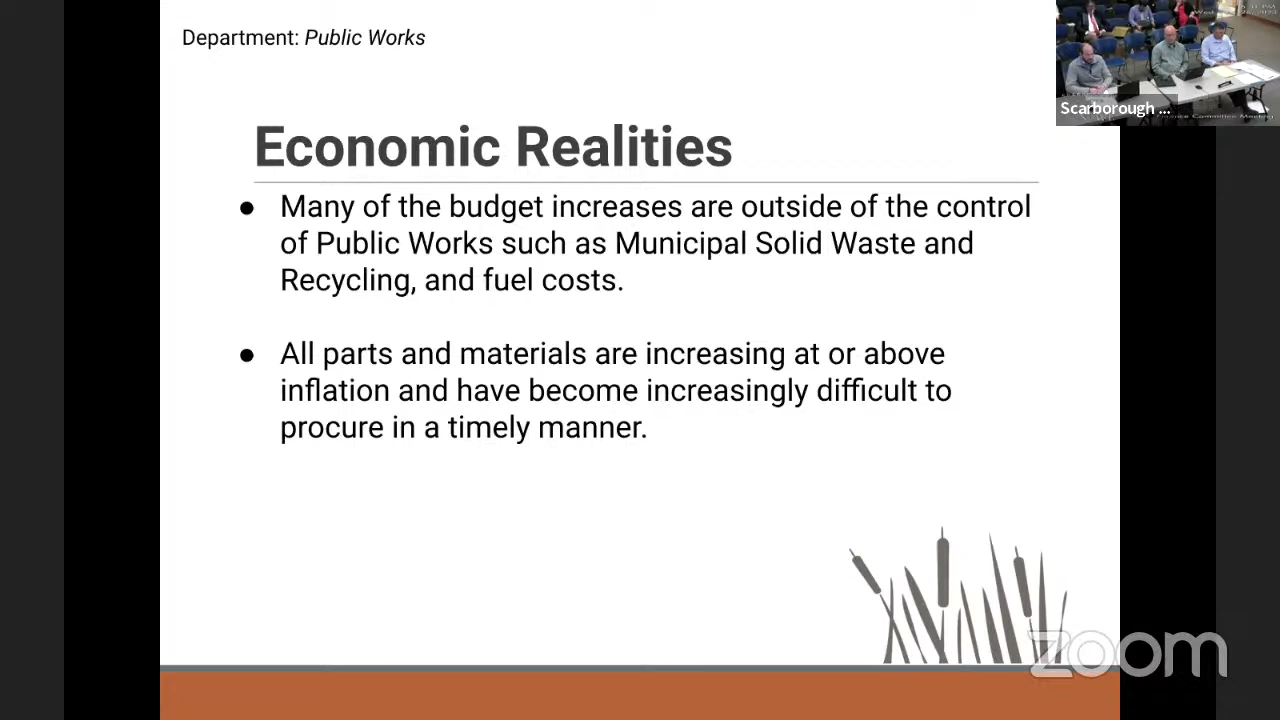 Department: Public Works
Scarborough ...
Economic Realities
● Many of the budget increases are outside of the control
of Public Works such as Municipal Solid Waste and
Recycling, and fuel costs.
● All parts and materials are increasing at or above
inflation and have become increasingly difficult to
procure in a timely manner.
zoom